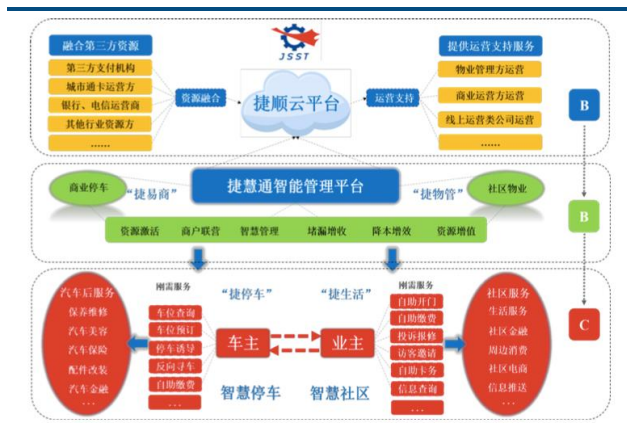 融合第三方资源
第三方支付机构
城市通卡运营方
银行、电信运营商
其他行业资源方
......
资源融合
JSST
捷顺云平台
运营支持
提供运营支持服务
物业管理方运营
商业运营方运营
线上运营类公司运营
......
B
商业停车
“捷易商”
捷慧通智能管理平台
“捷物管”
社区物业
资源激活 商户联营 智慧管理 堵漏增收 降本增效 资源增值
B
汽车后服务
保养维修
汽车美容
汽车保险
配件改装
汽车金融
...
刚需服务
车位查询
车位预订
停车诱导
反向寻车
自助缴费
...
“捷停车”
车主
智慧停车
“捷生活”
业主
智慧社区
刚需服务
自助开门
自助缴费
投诉报修
访客邀请
自助卡务
信息查询
...
社区服务
生活服务
社区金融
周边消费
社区电商
信息推送
...
C